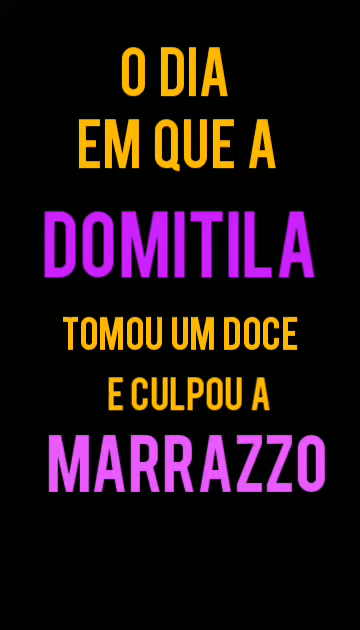 O DIA
EM QUE A
DOMITILA
TOMOU UM DOCE
E CULPOU A
MARRAZZO